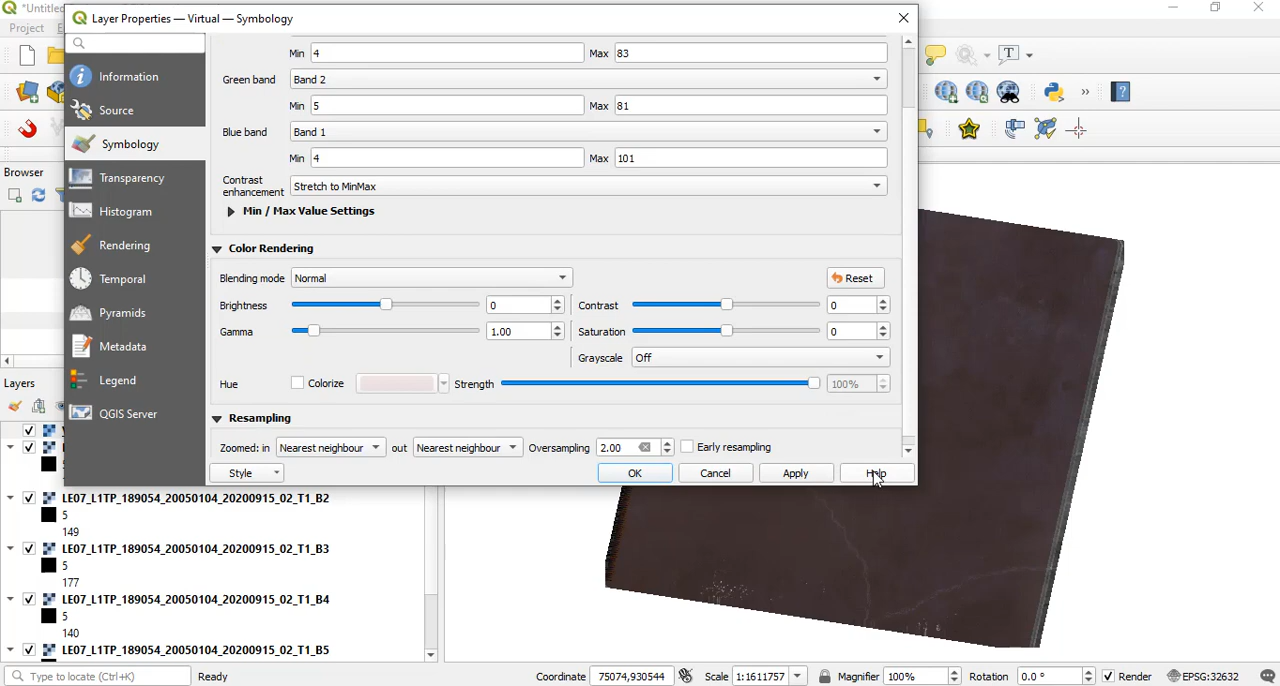 *Untitled
Layer Properties — Virtual — Symbology
Project
Min 4 Max 83
Information
Green band Band 2
Source
Min 5 Max 81
Blue band Band 1
Symbology
Min 4 Max 101
Transparency
Contrast enhancement Stretch to MinMax
Browser
Histogram
Min / Max Value Settings
Rendering
Color Rendering
Temporal
Blending mode Normal Reset
Brightness 0 Contrast 0
Pyramids
Gamma 1.00 Saturation 0
Metadata
Grayscale Off
Layers
Legend
Hue Colorize Strength 100%
QGIS Server
Resampling
Zoomed: in Nearest neighbour out Nearest neighbour Oversampling 2.00 Early resampling
Style OK Cancel Apply Help
LE07_L1TP_189054_20050104_20200915_02_T1_B2
5
149
LE07_L1TP_189054_20050104_20200915_02_T1_B3
5
177
LE07_L1TP_189054_20050104_20200915_02_T1_B4
5
140
LE07_L1TP_189054_20050104_20200915_02_T1_B5
Type to locate (Ctrl+K) Ready Coordinate 75074,930544 Scale 1:1611757 Magnifier 100% Rotation 0.0 ° Render EPSG:32632